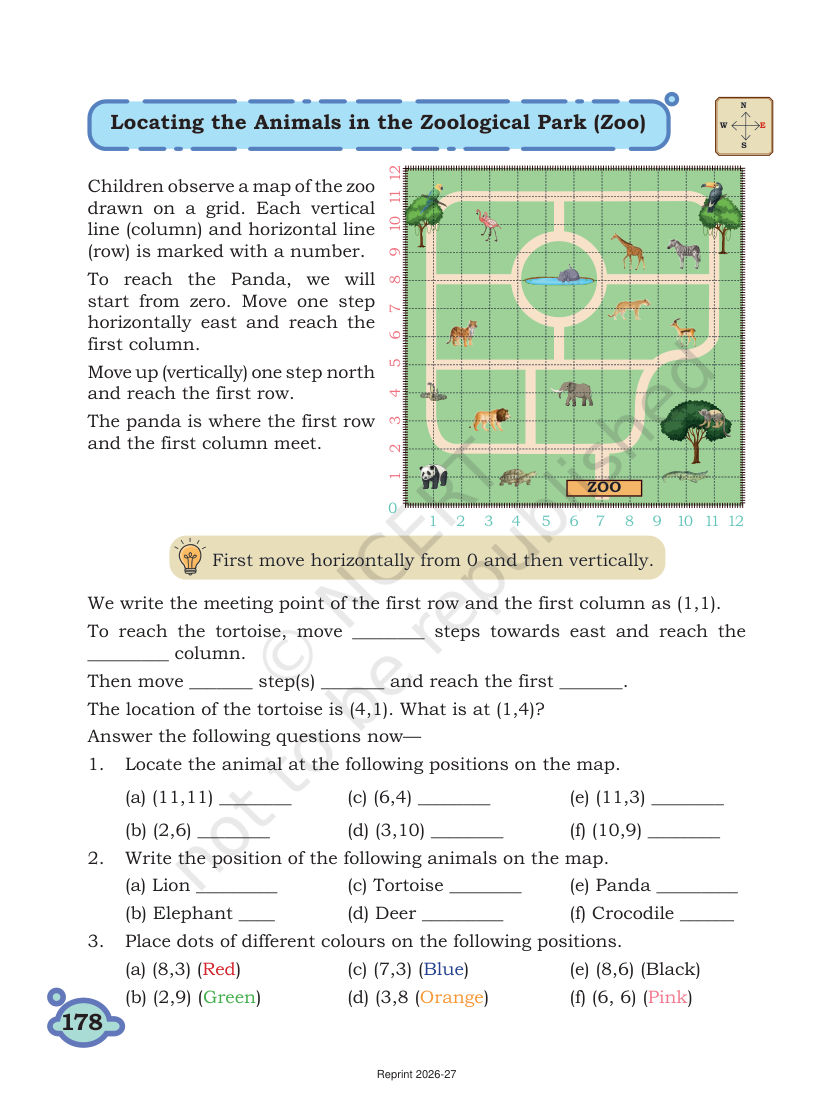 Locating the Animals in the Zoological Park (Zoo)
N
W E
S
Children observe a map of the zoo
drawn on a grid. Each vertical
line (column) and horizontal line
(row) is marked with a number.
To reach the Panda, we will
start from zero. Move one step
horizontally east and reach the
first column.
Move up (vertically) one step north
and reach the first row.
The panda is where the first row
and the first column meet.
12
11
10
9
8
7
6
5
4
3
2
1
0
ZOO
1 2 3 4 5 6 7 8 9 10 11 12
First move horizontally from 0 and then vertically.
We write the meeting point of the first row and the first column as (1,1).
To reach the tortoise, move ________ steps towards east and reach the
_________ column.
Then move _______ step(s) _______ and reach the first _______.
The location of the tortoise is (4,1). What is at (1,4)?
Answer the following questions now—
1. Locate the animal at the following positions on the map.
(a) (11,11) ________ (c) (6,4) ________ (e) (11,3) ________
(b) (2,6) ________ (d) (3,10) ________ (f) (10,9) ________
2. Write the position of the following animals on the map.
(a) Lion _________ (c) Tortoise ________ (e) Panda _________
(b) Elephant ____ (d) Deer _________ (f) Crocodile ______
3. Place dots of different colours on the following positions.
(a) (8,3) (Red) (c) (7,3) (Blue) (e) (8,6) (Black)
(b) (2,9) (Green) (d) (3,8 (Orange) (f) (6, 6) (Pink)
178
Reprint 2026-27
© NCERT
not to be republished